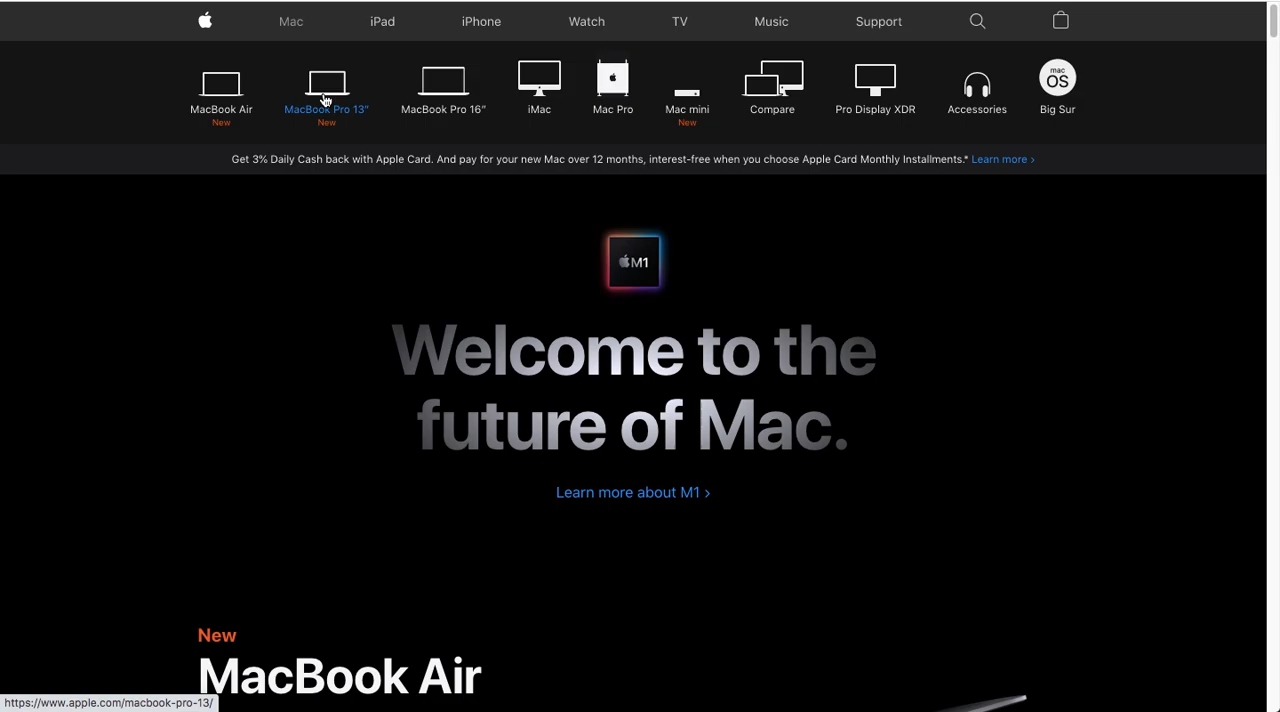 Mac iPad iPhone Watch TV Music Support
MacBook Air MacBook Pro 13" MacBook Pro 16" iMac Mac Pro Mac mini Compare Pro Display XDR Accessories Big Sur
New New New
mac
OS
Get 3% Daily Cash back with Apple Card. And pay for your new Mac over 12 months, interest-free when you choose Apple Card Monthly Installments.* Learn more >
M1
Welcome to the
future of Mac.
Learn more about M1 >
New
MacBook Air
https://www.apple.com/macbook-pro-13/